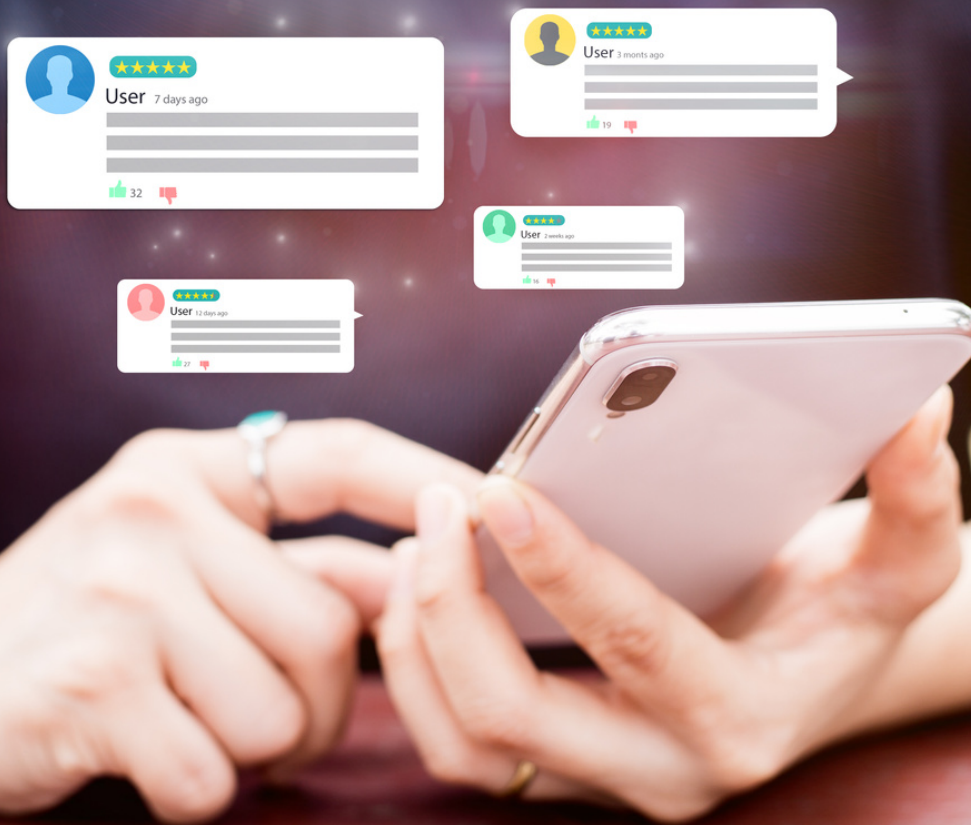 User 7 days ago
32
User 3 monts ago
19
User 2 weeks ago
16
User 12 days ago
27